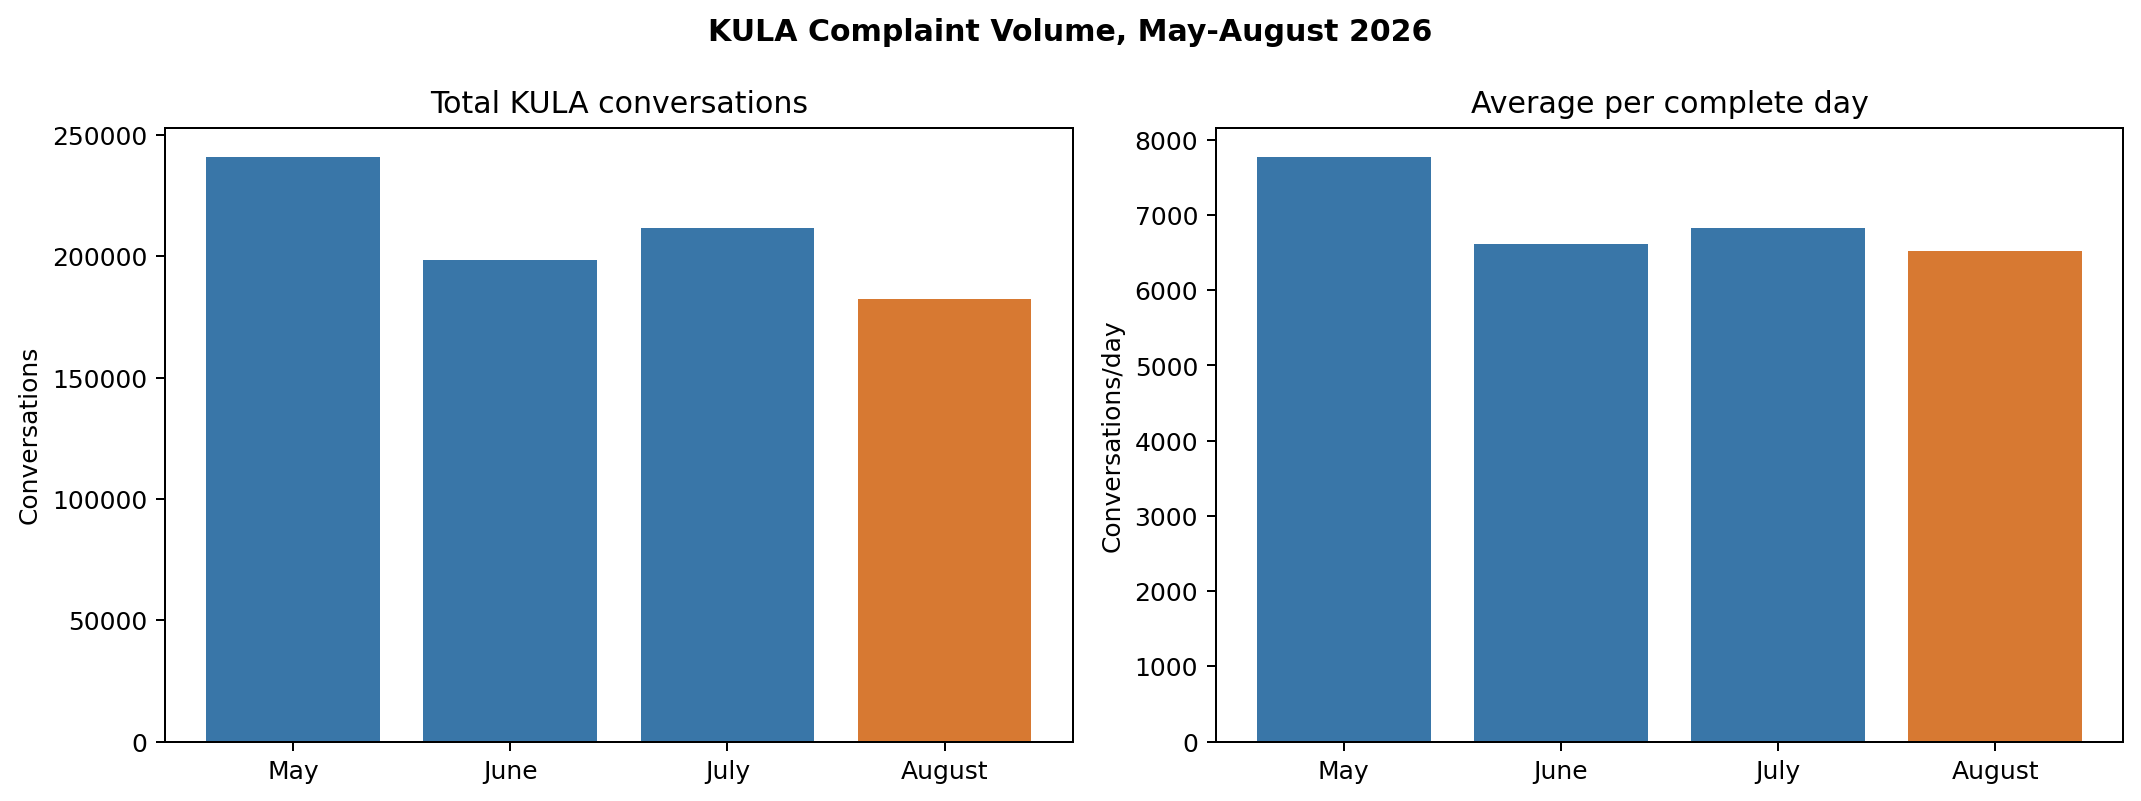 KULA Complaint Volume, May-August 2026
Total KULA conversations
Conversations
250000
200000
150000
100000
50000
0
May
June
July
August
Average per complete day
Conversations/day
8000
7000
6000
5000
4000
3000
2000
1000
0
May
June
July
August